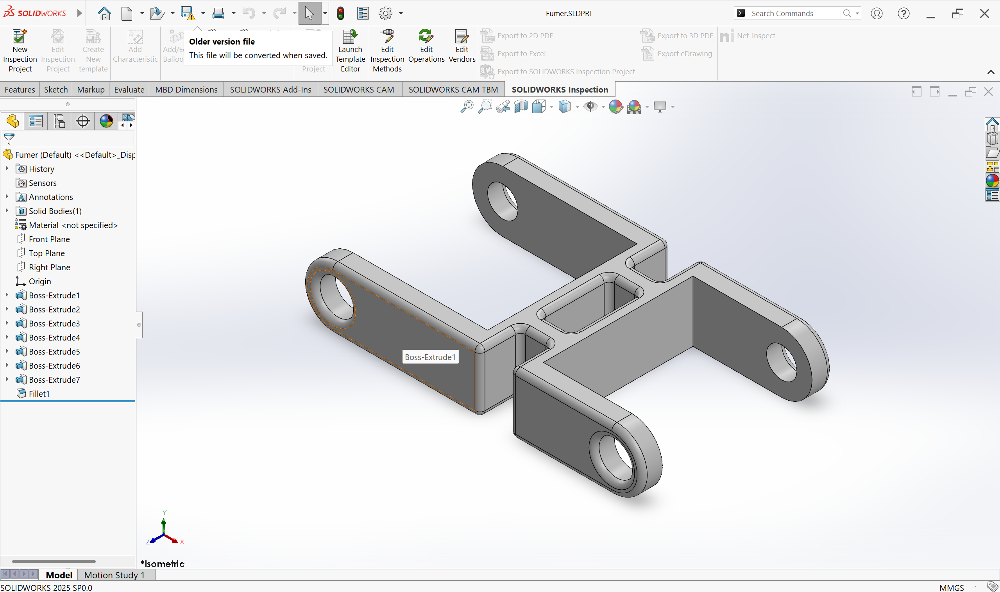 SOLIDWORKS
Fumer.SLDPRT
Search Commands
Older version file
This file will be converted when saved.
New Inspection Project
Edit Inspection Project
Create New template
Add Characteristic
Project
Launch Template Editor
Edit Inspection Methods
Edit Operations
Edit Vendors
Export to 2D PDF
Export to Excel
Export to SOLIDWORKS Inspection Project
Export to 3D PDF
Export eDrawing
ni Net-Inspect
Features
Sketch
Markup
Evaluate
MBD Dimensions
SOLIDWORKS Add-Ins
SOLIDWORKS CAM
SOLIDWORKS CAM TBM
SOLIDWORKS Inspection
Fumer (Default) <<Default>_Disp
History
Sensors
Annotations
Solid Bodies(1)
Material <not specified>
Front Plane
Top Plane
Right Plane
Origin
Boss-Extrude1
Boss-Extrude2
Boss-Extrude3
Boss-Extrude4
Boss-Extrude5
Boss-Extrude6
Boss-Extrude7
Fillet1
Boss-Extrude1
Y
Z
X
*Isometric
Model
Motion Study 1
SOLIDWORKS 2025 SP0.0
MMGS